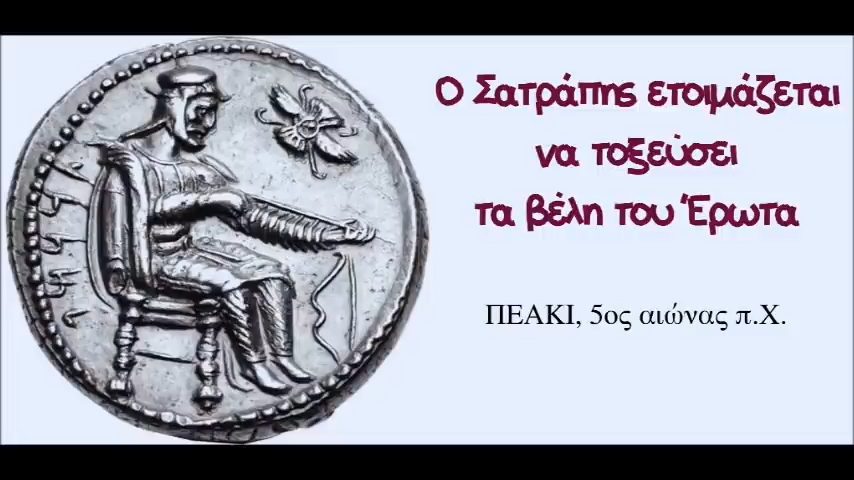 Ο Σατράπης ετοιμάζεται
να τοξεύσει
τα βέλη του Έρωτα
ΠΕΑΚΙ, 5ος αιώνας π.Χ.